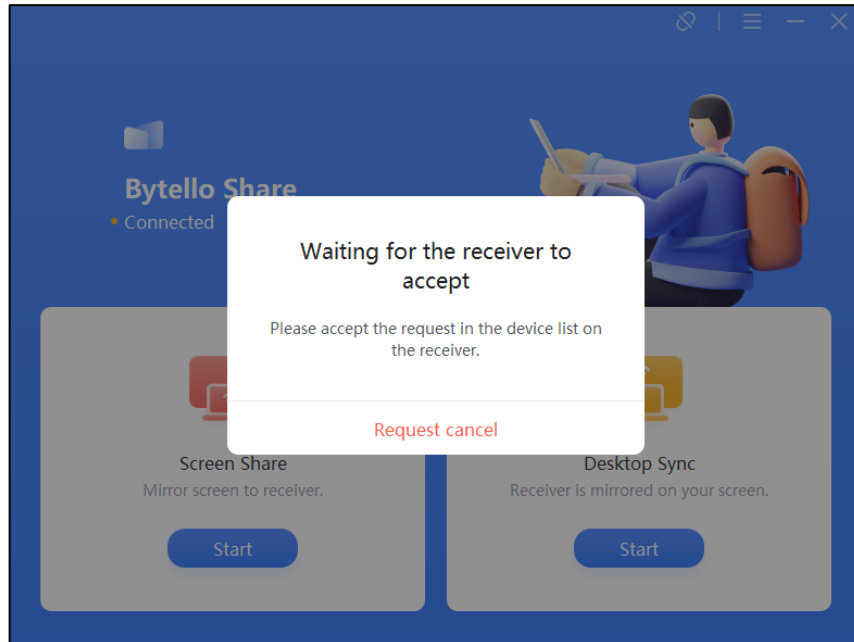 Bytello Share
Connected
Waiting for the receiver to
accept
Please accept the request in the device list on
the receiver.
Request cancel
Screen Share
Mirror screen to receiver.
Start
Desktop Sync
Receiver is mirrored on your screen.
Start